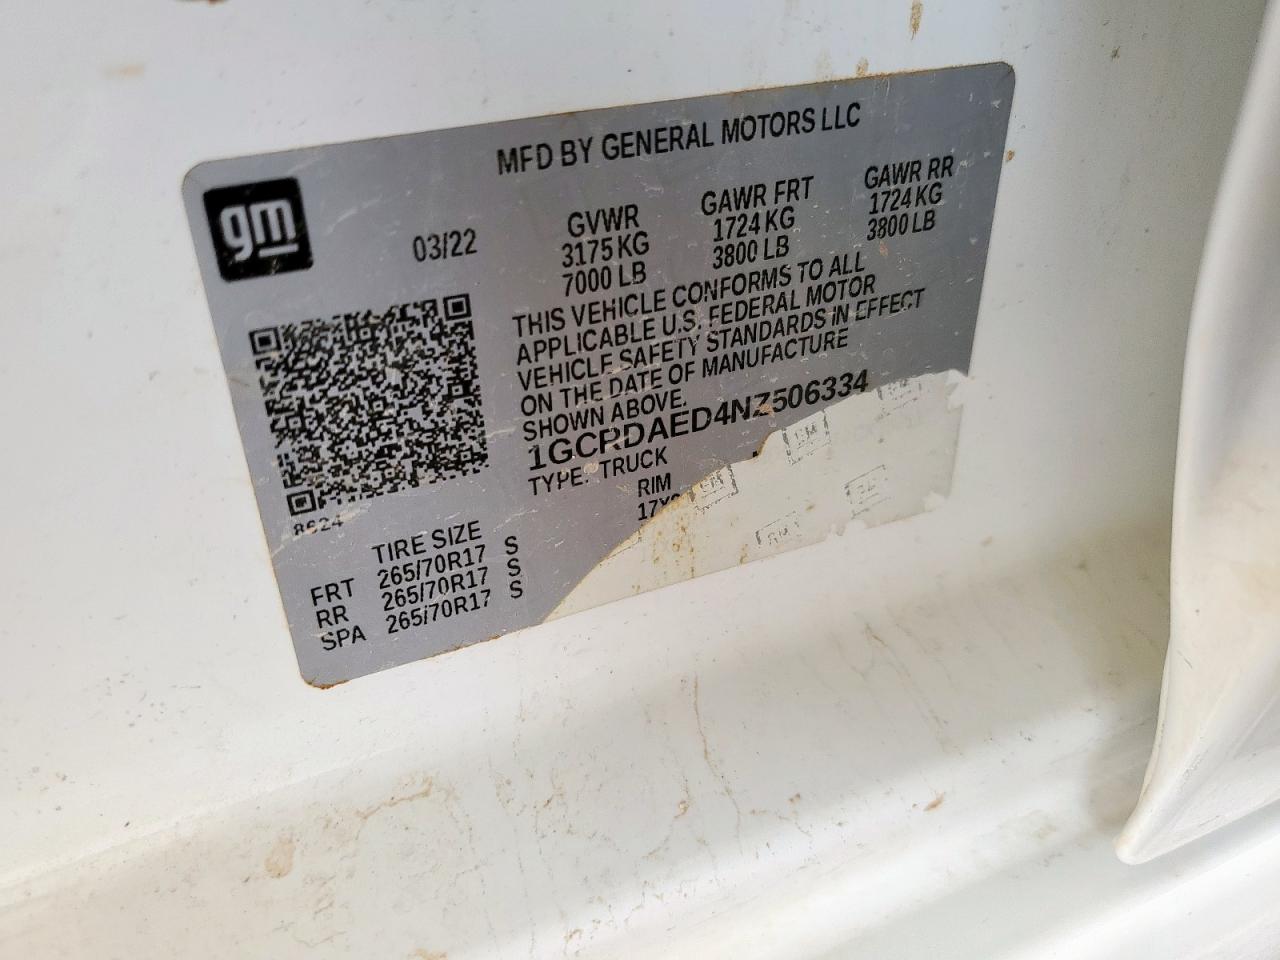 MFD BY GENERAL MOTORS LLC
gm
03/22
GVWR GAWR FRT GAWR RR
3175 KG 1724 KG 1724 KG
7000 LB 3800 LB 3800 LB
THIS VEHICLE CONFORMS TO ALL
APPLICABLE U.S. FEDERAL MOTOR
VEHICLE SAFETY STANDARDS IN EFFECT
ON THE DATE OF MANUFACTURE
SHOWN ABOVE.
1GCRDAED4NZ506334
TYPE: TRUCK
8624
TIRE SIZE RIM
FRT 265/70R17 S
RR 265/70R17 S
SPA 265/70R17 S
GM
GM
GM